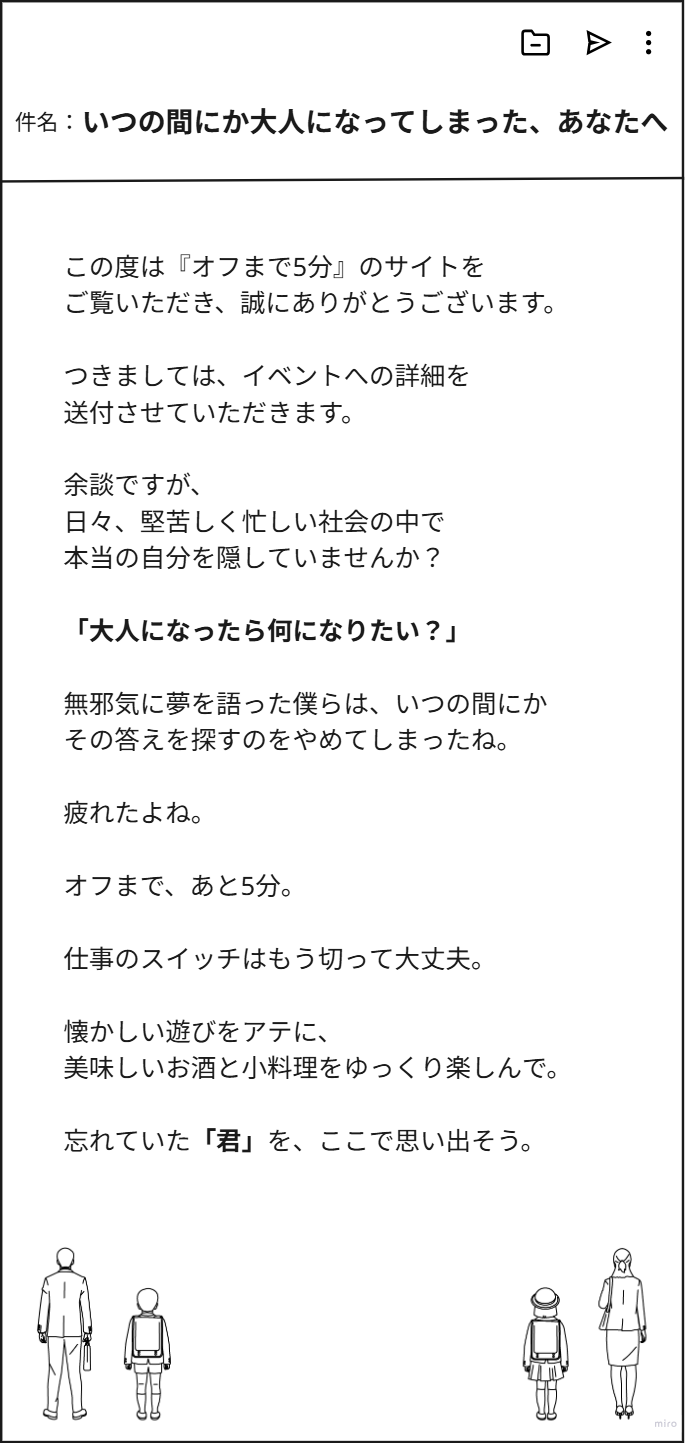 件名：いつの間にか大人になってしまった、あなたへ
この度は『オフまで5分』のサイトを
ご覧いただき、誠にありがとうございます。
つきましては、イベントへの詳細を
送付させていただきます。
余談ですが、
日々、堅苦しく忙しい社会の中で
本当の自分を隠していませんか？
「大人になったら何になりたい？」
無邪気に夢を語った僕らは、いつの間にか
その答えを探すのをやめてしまったね。
疲れたよね。
オフまで、あと5分。
仕事のスイッチはもう切って大丈夫。
懐かしい遊びをアテに、
美味しいお酒と小料理をゆっくり楽しんで。
忘れていた「君」を、ここで思い出そう。
miro